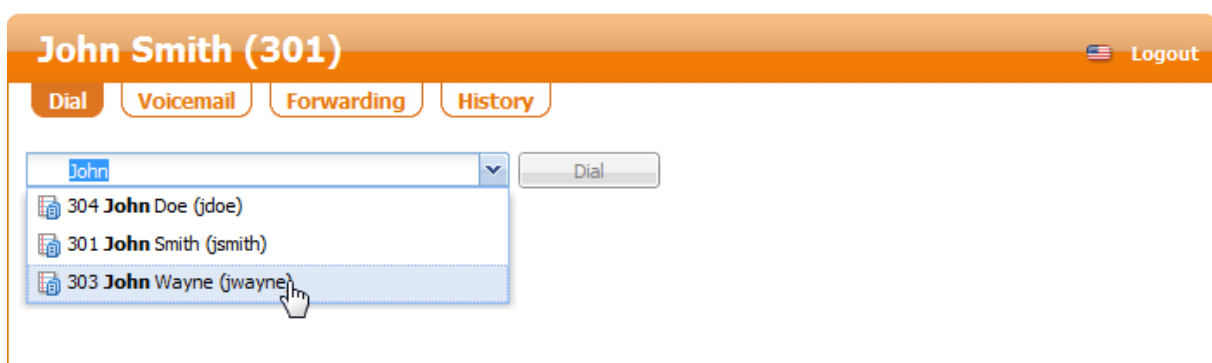 John Smith (301)
Logout
Dial Voicemail Forwarding History
John Dial
304 John Doe (jdoe)
301 John Smith (jsmith)
303 John Wayne (jwayne)